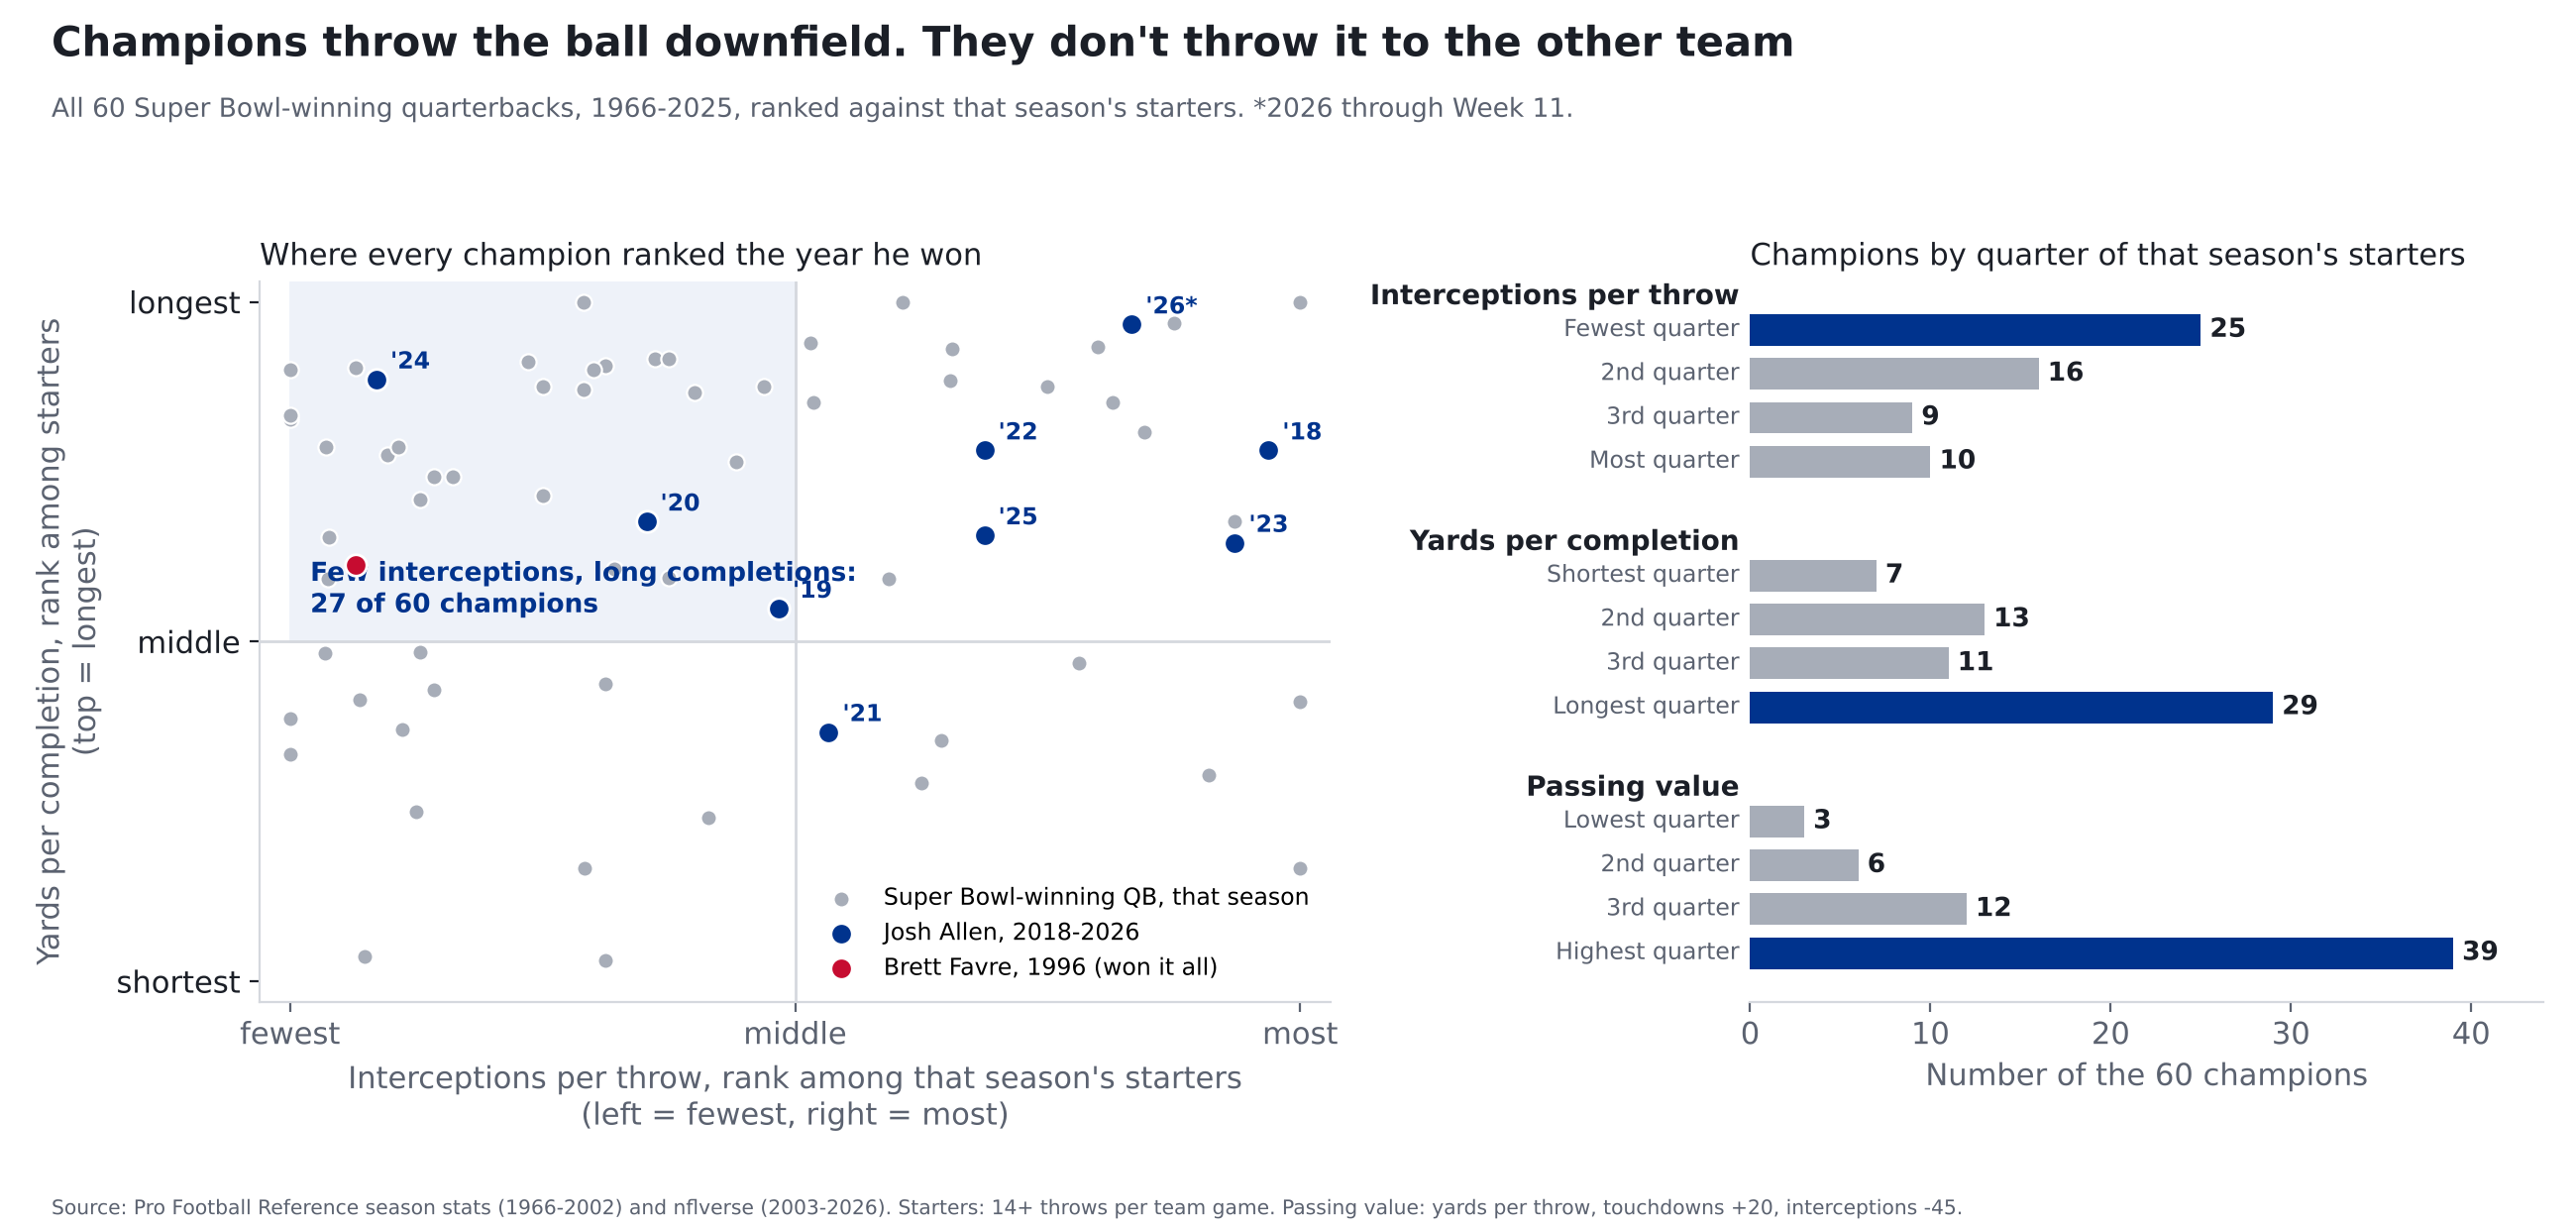 Champions throw the ball downfield. They don't throw it to the other team
All 60 Super Bowl-winning quarterbacks, 1966-2025, ranked against that season's starters. *2026 through Week 11.
Where every champion ranked the year he won
longest
middle
shortest
Yards per completion, rank among starters
(top = longest)
'26*
'24
'22
'18
'20
'25
'23
Few interceptions, long completions:
27 of 60 champions
'19
'21
Super Bowl-winning QB, that season
Josh Allen, 2018-2026
Brett Favre, 1996 (won it all)
fewest
middle
most
Interceptions per throw, rank among that season's starters
(left = fewest, right = most)
Champions by quarter of that season's starters
Interceptions per throw
Fewest quarter 25
2nd quarter 16
3rd quarter 9
Most quarter 10
Yards per completion
Shortest quarter 7
2nd quarter 13
3rd quarter 11
Longest quarter 29
Passing value
Lowest quarter 3
2nd quarter 6
3rd quarter 12
Highest quarter 39
0 10 20 30 40
Number of the 60 champions
Source: Pro Football Reference season stats (1966-2002) and nflverse (2003-2026). Starters: 14+ throws per team game. Passing value: yards per throw, touchdowns +20, interceptions -45.